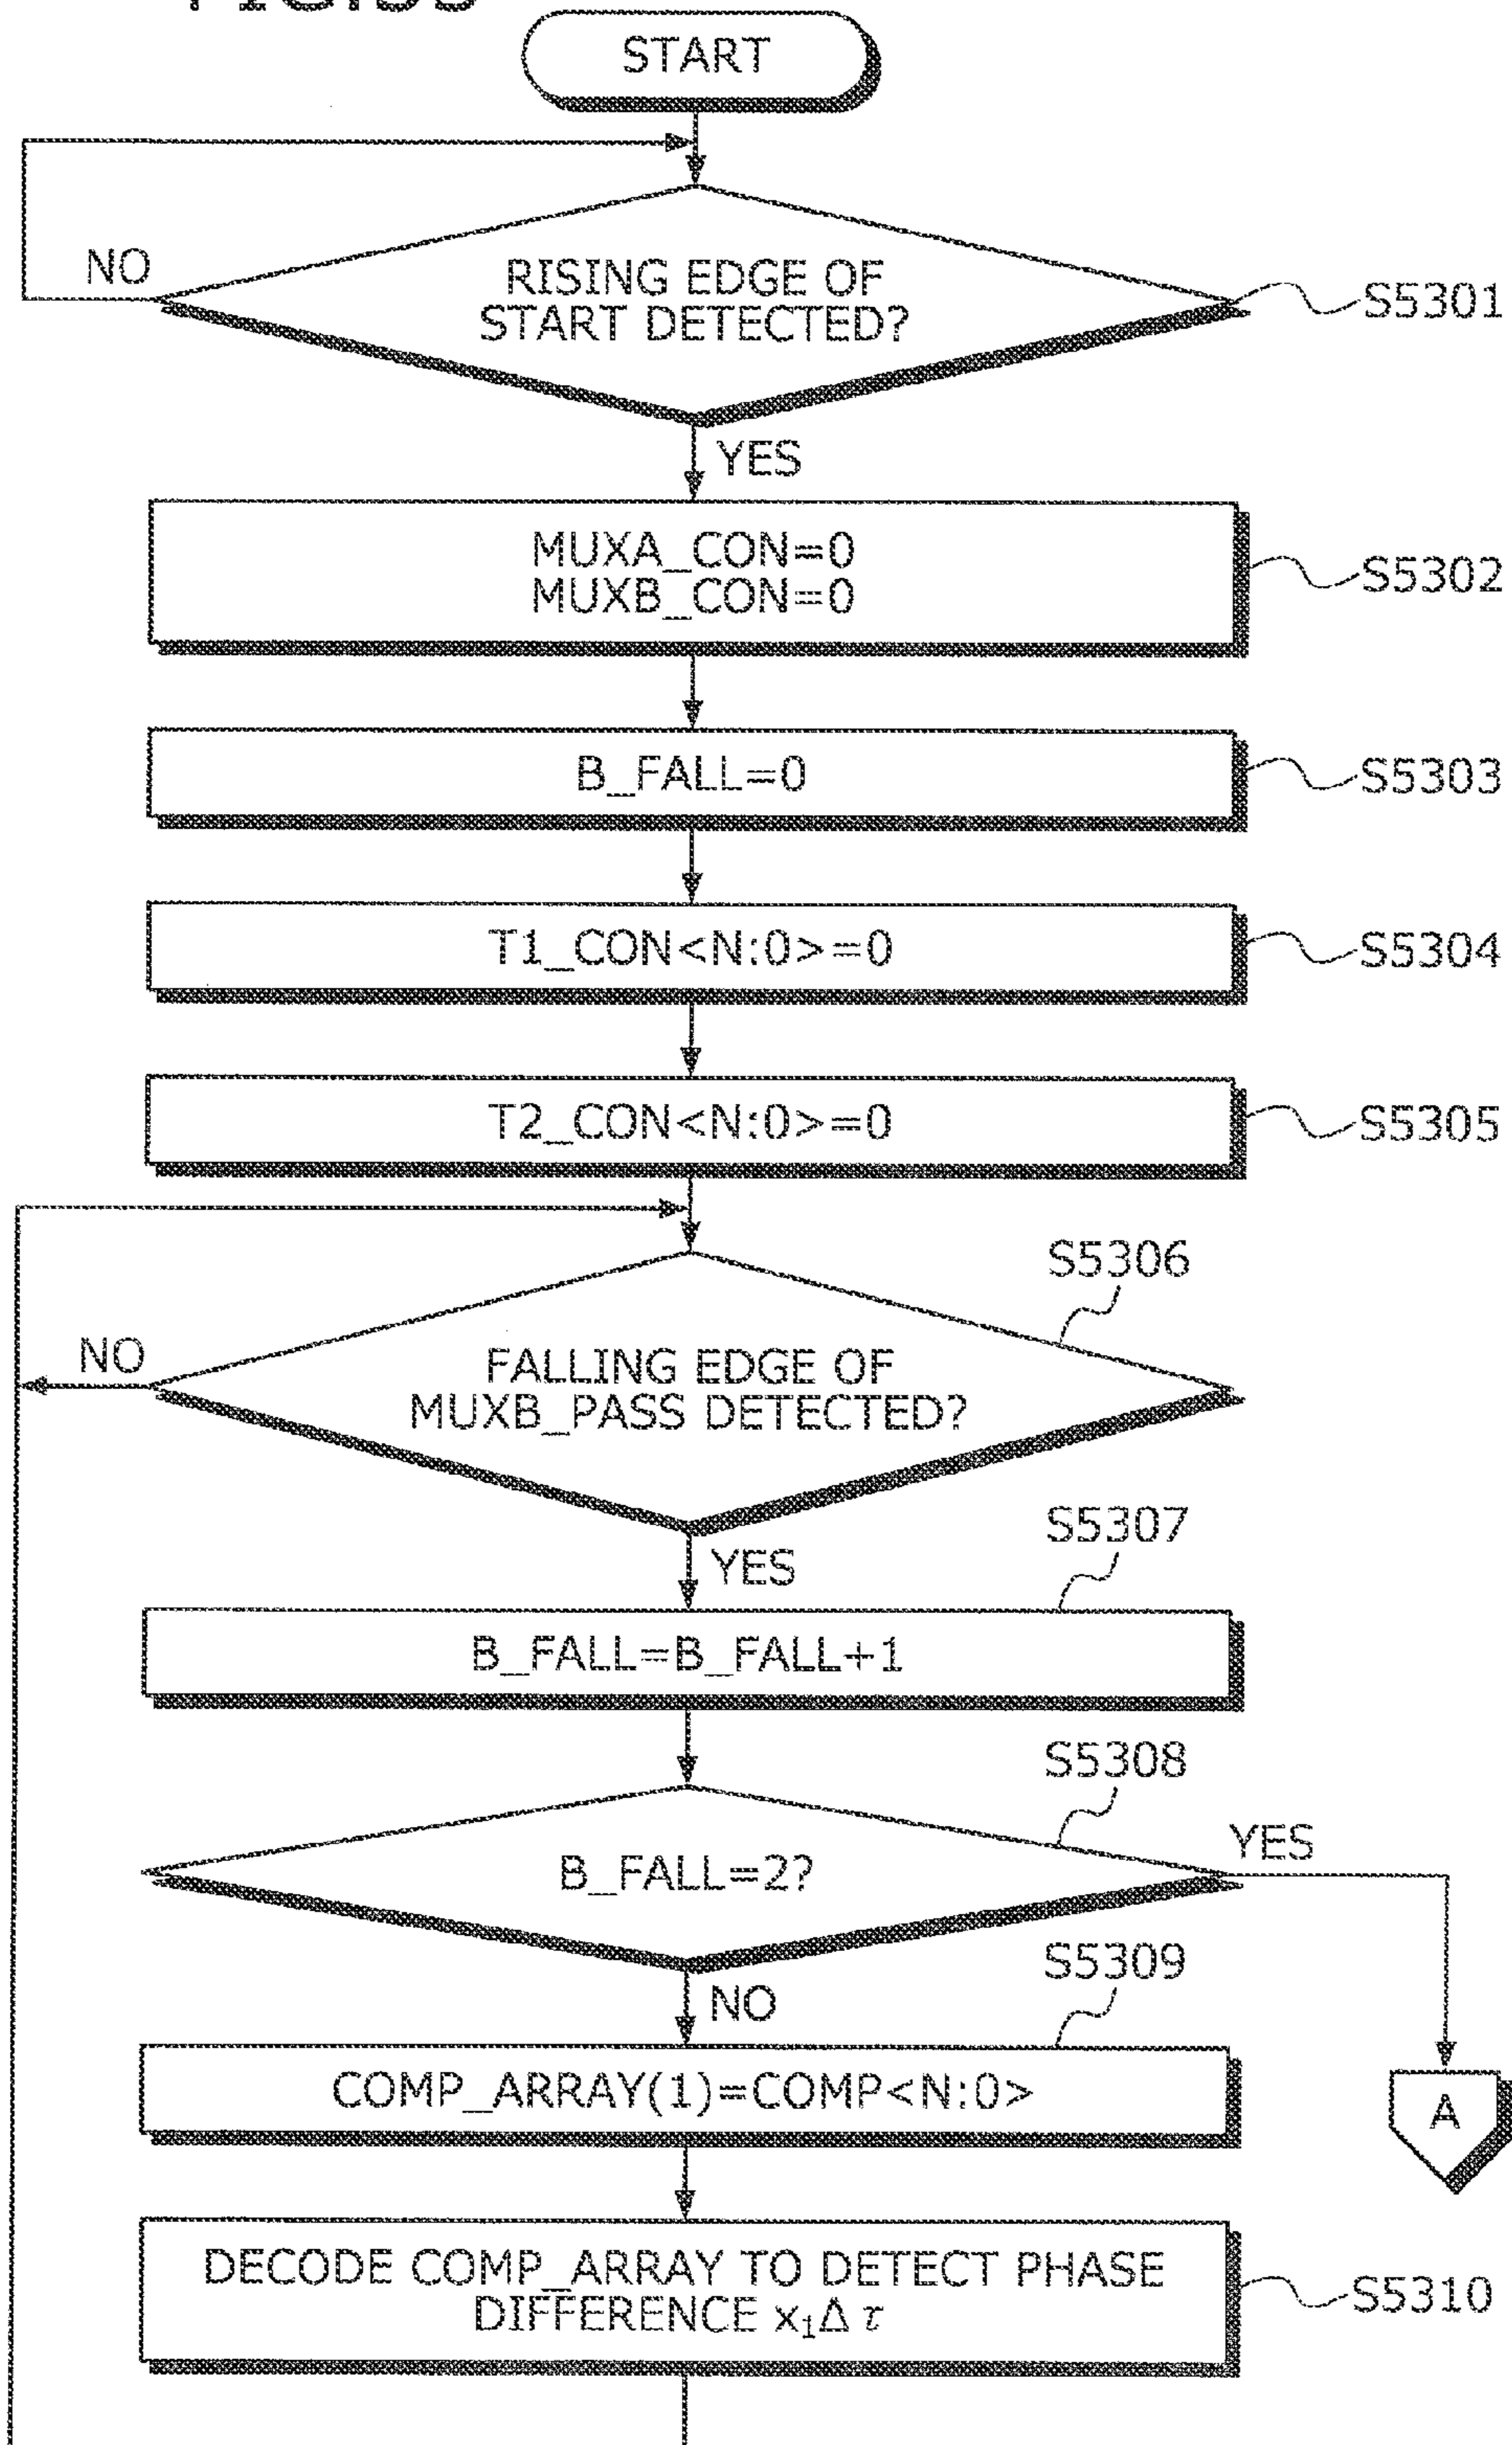 START
NO
RISING EDGE OF
START DETECTED?
S5301
YES
MUXA_CON=0
MUXB_CON=0
S5302
B_FALL=0
S5303
T1_CON<N:0>=0
S5304
T2_CON<N:0>=0
S5305
S5306
NO
FALLING EDGE OF
MUXB_PASS DETECTED?
S5307
YES
B_FALL=B_FALL+1
S5308
YES
B_FALL=2?
S5309
NO
COMP_ARRAY(1)=COMP<N:0>
A
DECODE COMP_ARRAY TO DETECT PHASE
DIFFERENCE x₁Δ τ
S5310